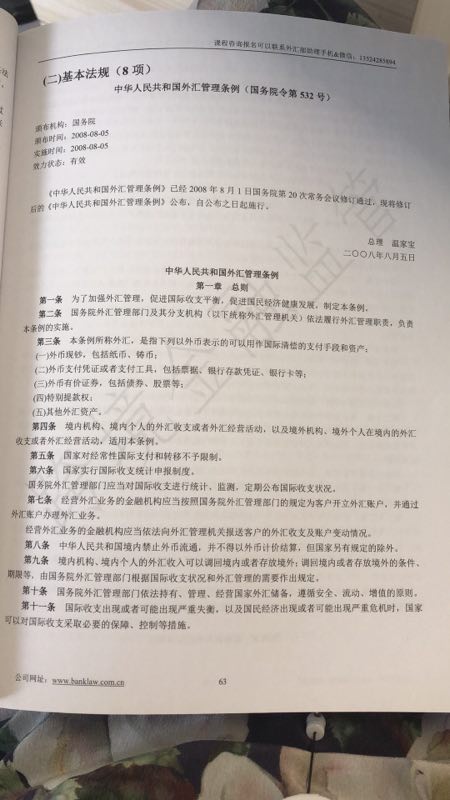 课程咨询报名可以联系外汇部助理手机&微信：13524285894
(二)基本法规（8 项）
中华人民共和国外汇管理条例（国务院令第 532 号）
颁布机构：国务院
颁布时间：2008-08-05
实施时间：2008-08-05
效力状态：有效
《中华人民共和国外汇管理条例》已经 2008 年 8 月 1 日国务院第 20 次常务会议修订通过，现将修订
后的《中华人民共和国外汇管理条例》公布，自公布之日起施行。
总理 温家宝
二〇〇八年八月五日
中华人民共和国外汇管理条例
第一章 总则
第一条 为了加强外汇管理，促进国际收支平衡，促进国民经济健康发展，制定本条例。
第二条 国务院外汇管理部门及其分支机构（以下统称外汇管理机关）依法履行外汇管理职责，负责
本条例的实施。
第三条 本条例所称外汇，是指下列以外币表示的可以用作国际清偿的支付手段和资产：
(一)外币现钞，包括纸币、铸币；
(二)外币支付凭证或者支付工具，包括票据、银行存款凭证、银行卡等；
(三)外币有价证券，包括债券、股票等；
(四)特别提款权；
(五)其他外汇资产。
第四条 境内机构、境内个人的外汇收支或者外汇经营活动，以及境外机构、境外个人在境内的外汇
收支或者外汇经营活动，适用本条例。
第五条 国家对经常性国际支付和转移不予限制。
第六条 国家实行国际收支统计申报制度。
国务院外汇管理部门应当对国际收支进行统计、监测，定期公布国际收支状况。
第七条 经营外汇业务的金融机构应当按照国务院外汇管理部门的规定为客户开立外汇账户，并通过
外汇账户办理外汇业务。
经营外汇业务的金融机构应当依法向外汇管理机关报送客户的外汇收支及账户变动情况。
第八条 中华人民共和国境内禁止外币流通，并不得以外币计价结算，但国家另有规定的除外。
第九条 境内机构、境内个人的外汇收入可以调回境内或者存放境外；调回境内或者存放境外的条件、
期限等，由国务院外汇管理部门根据国际收支状况和外汇管理的需要作出规定。
第十条 国务院外汇管理部门依法持有、管理、经营国家外汇储备，遵循安全、流动、增值的原则。
第十一条 国际收支出现或者可能出现严重失衡，以及国民经济出现或者可能出现严重危机时，国家
可以对国际收支采取必要的保障、控制等措施。
公司网址：www.banklaw.com.cn
63